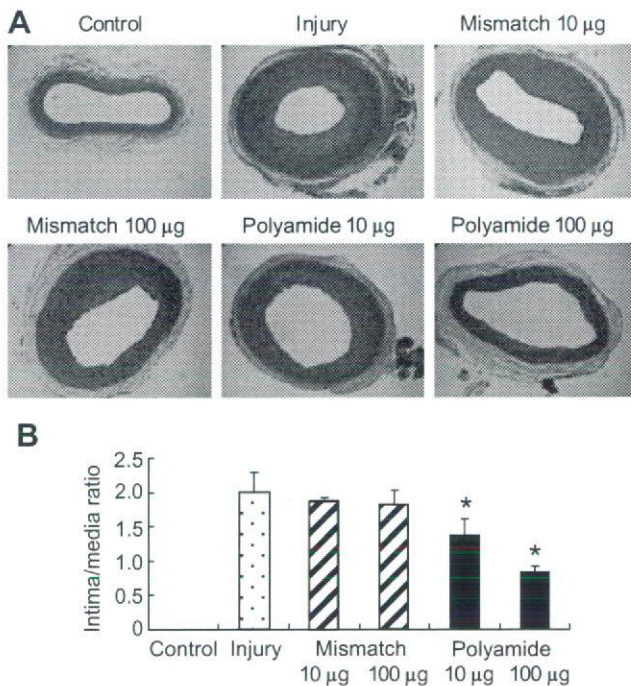 A
Control Injury Mismatch 10 μg
Mismatch 100 μg Polyamide 10 μg Polyamide 100 μg
B
Intima/media ratio
2.5
2.0
1.5
1.0
0.5
0
* *
Control Injury Mismatch Polyamide
10 μg 100 μg 10 μg 100 μg